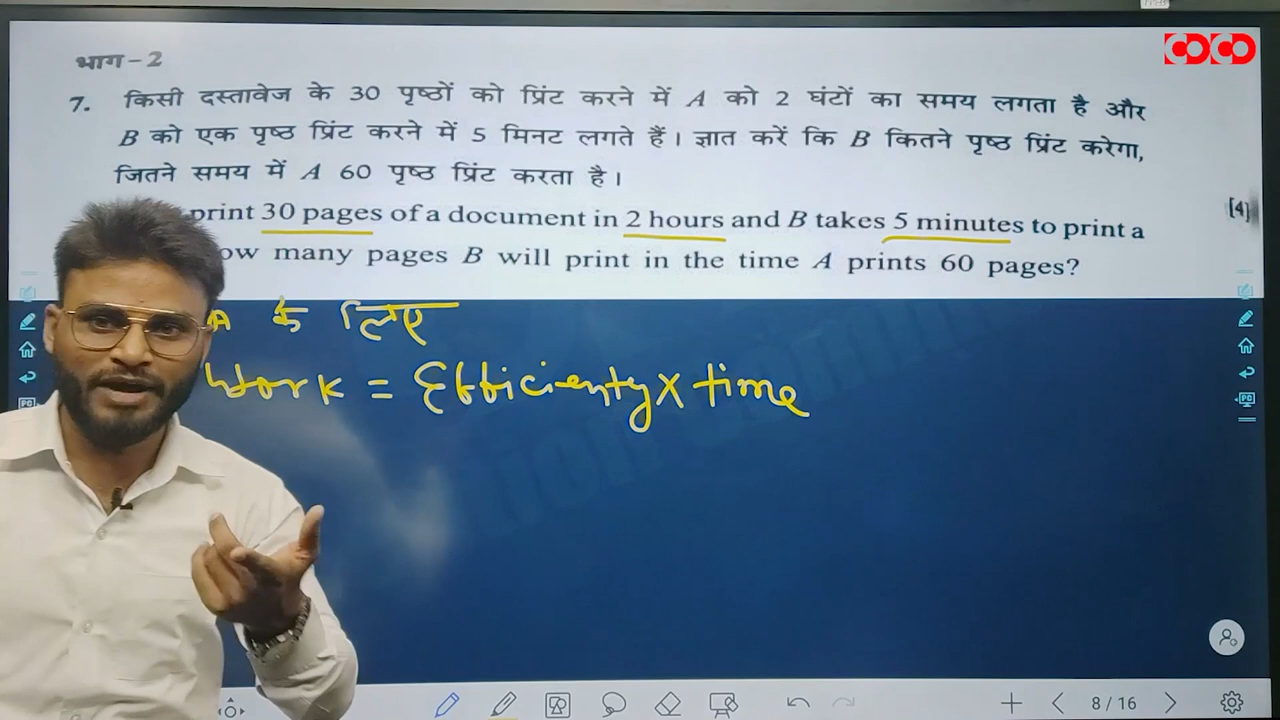 COCO
भाग-2
7. किसी दस्तावेज के 30 पृष्ठों को प्रिंट करने में A को 2 घंटों का समय लगता है और
B को एक पृष्ठ प्रिंट करने में 5 मिनट लगते हैं। ज्ञात करें कि B कितने पृष्ठ प्रिंट करेगा,
जितने समय में A 60 पृष्ठ प्रिंट करता है।
[4]
print 30 pages of a document in 2 hours and B takes 5 minutes to print a
ow many pages B will print in the time A prints 60 pages?
A के लिए
Work = Efficienty × time
8 / 16